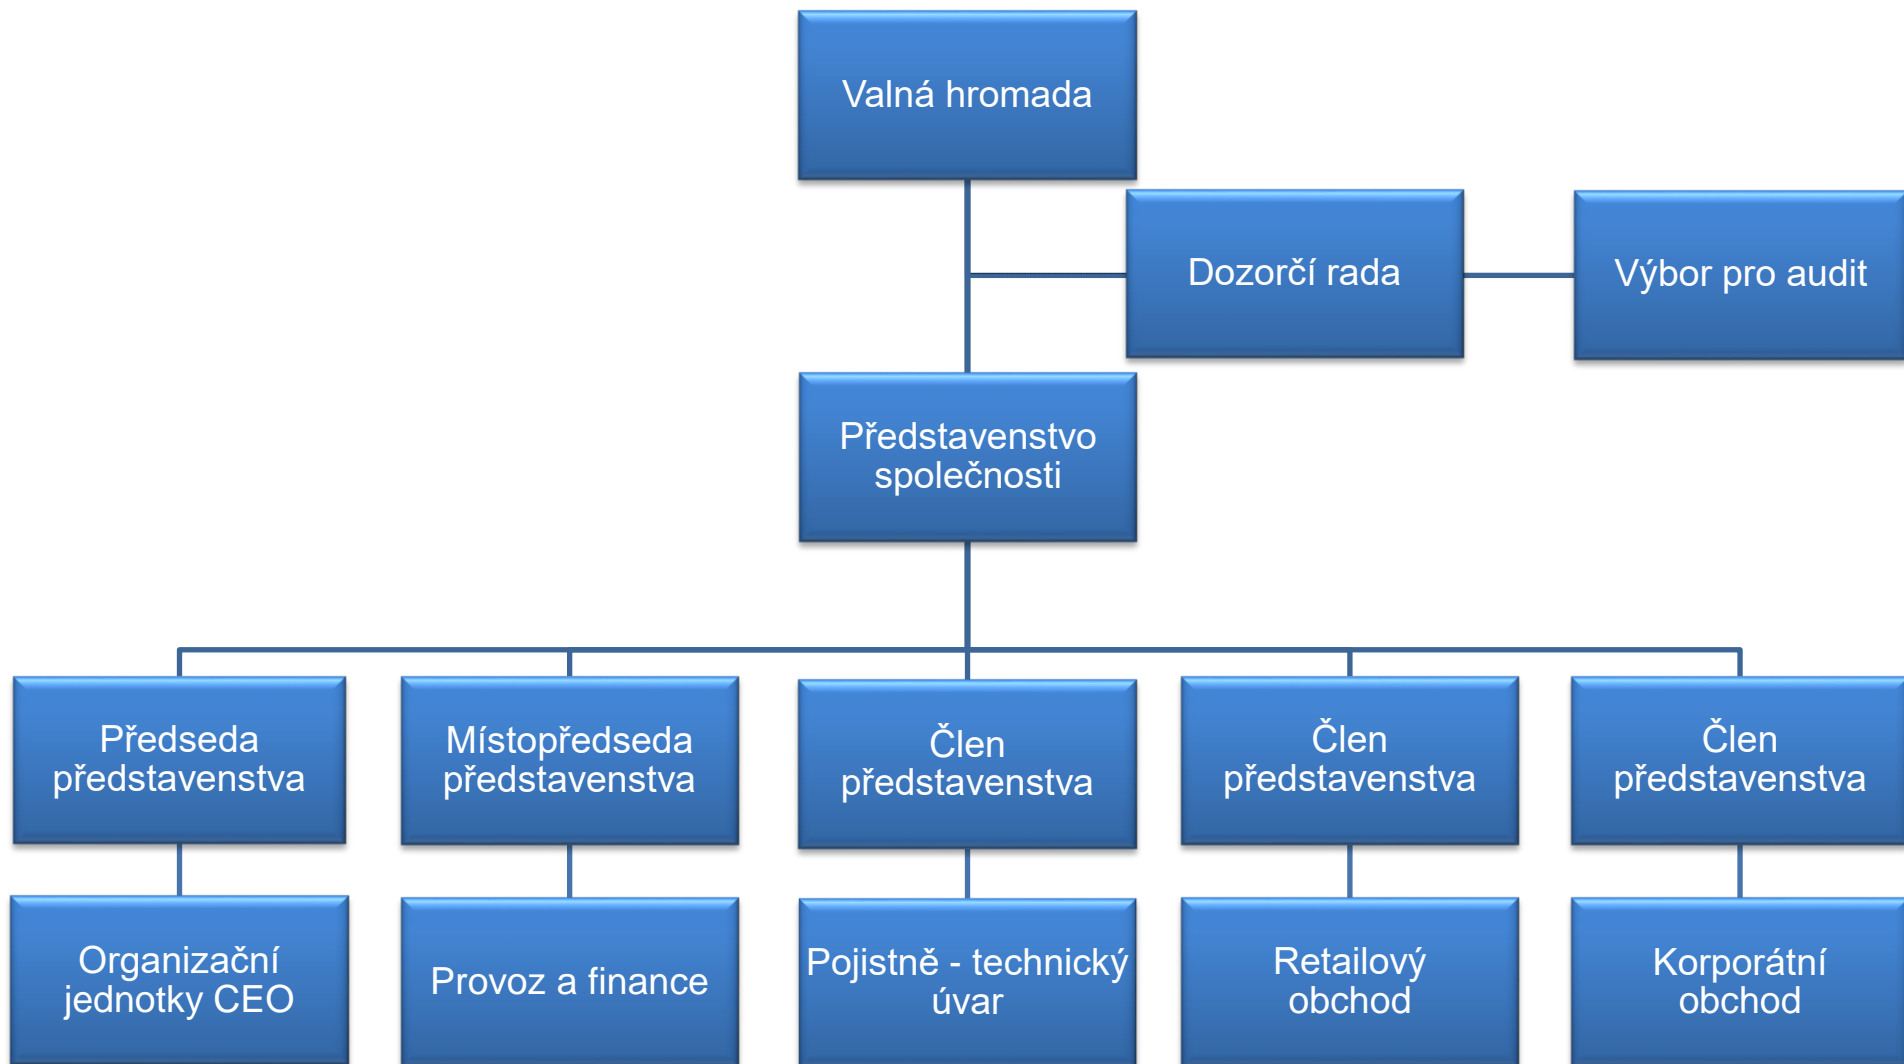 Valná hromada
Dozorčí rada
Výbor pro audit
Představenstvo
společnosti
Předseda
představenstva
Místopředseda
představenstva
Člen
představenstva
Člen
představenstva
Člen
představenstva
Organizační
jednotky CEO
Provoz a finance
Pojistně - technický
úvar
Retailový
obchod
Korporátní
obchod